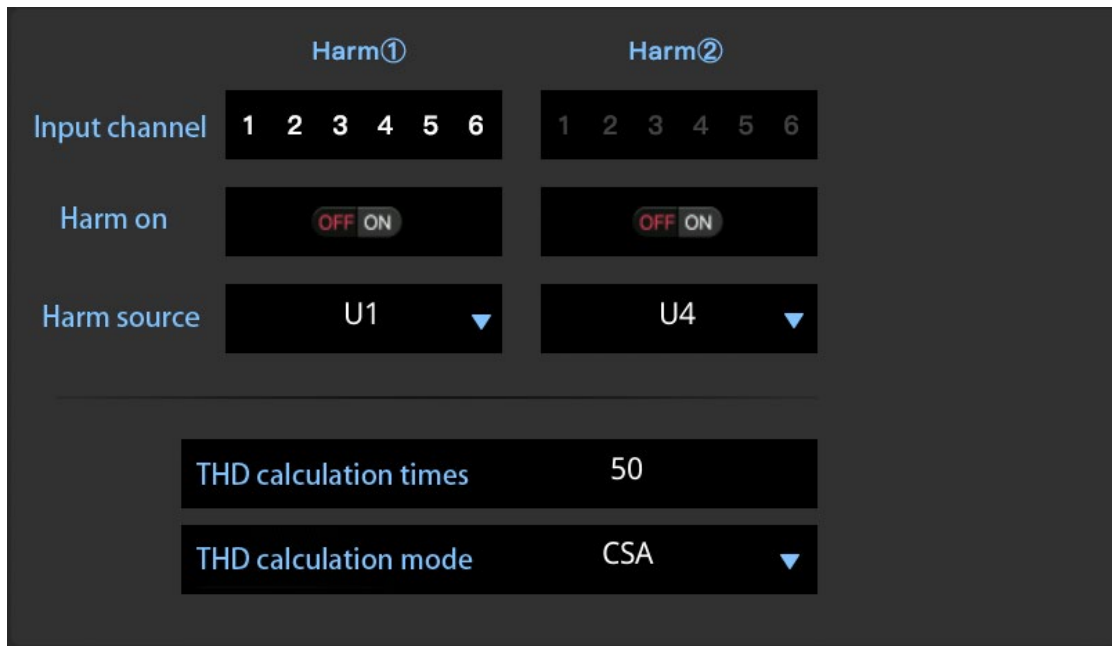 Harm① Harm②
Input channel 1 2 3 4 5 6 1 2 3 4 5 6
Harm on OFF ON OFF ON
Harm source U1 U4
THD calculation times 50
THD calculation mode CSA